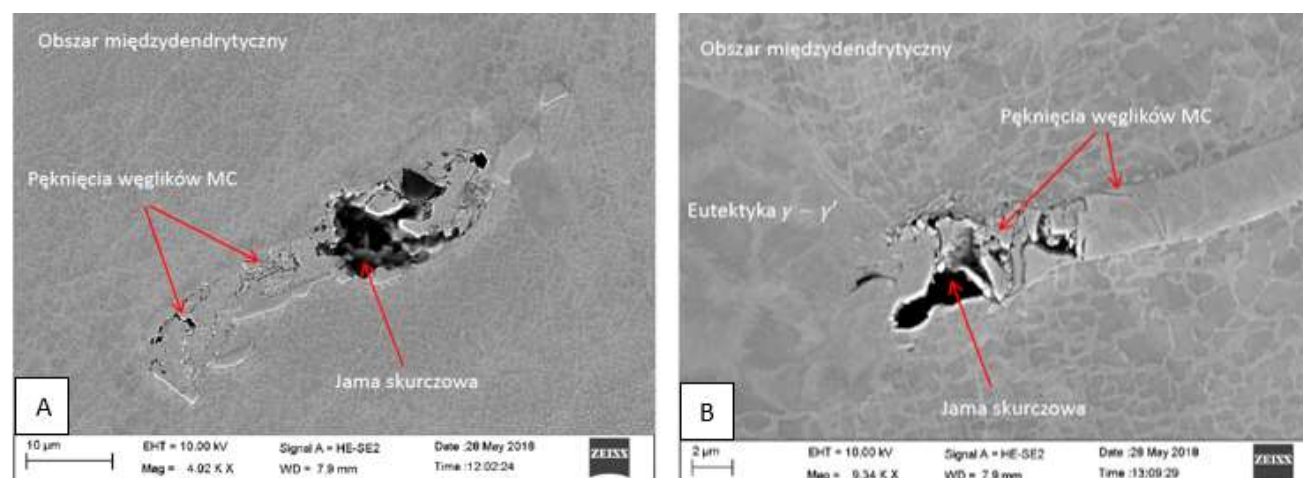 Obszar międzydendrytyczny
Pęknięcia węglików MC
Jama skurczowa
A
10 µm
EHT = 10.00 kV
Signal A = HE-SE2
Date :28 May 2018
ZEISS
Mag = 4.02 K X
WD = 7.9 mm
Time :12:02:24
Obszar międzydendrytyczny
Pęknięcia węglików MC
Eutektyka γ − γ′
Jama skurczowa
B
2 µm
EHT = 10.00 kV
Signal A = HE-SE2
Date :28 May 2018
ZEISS
Mag = 9.34 K X
WD = 7.9 mm
Time :13:09:29